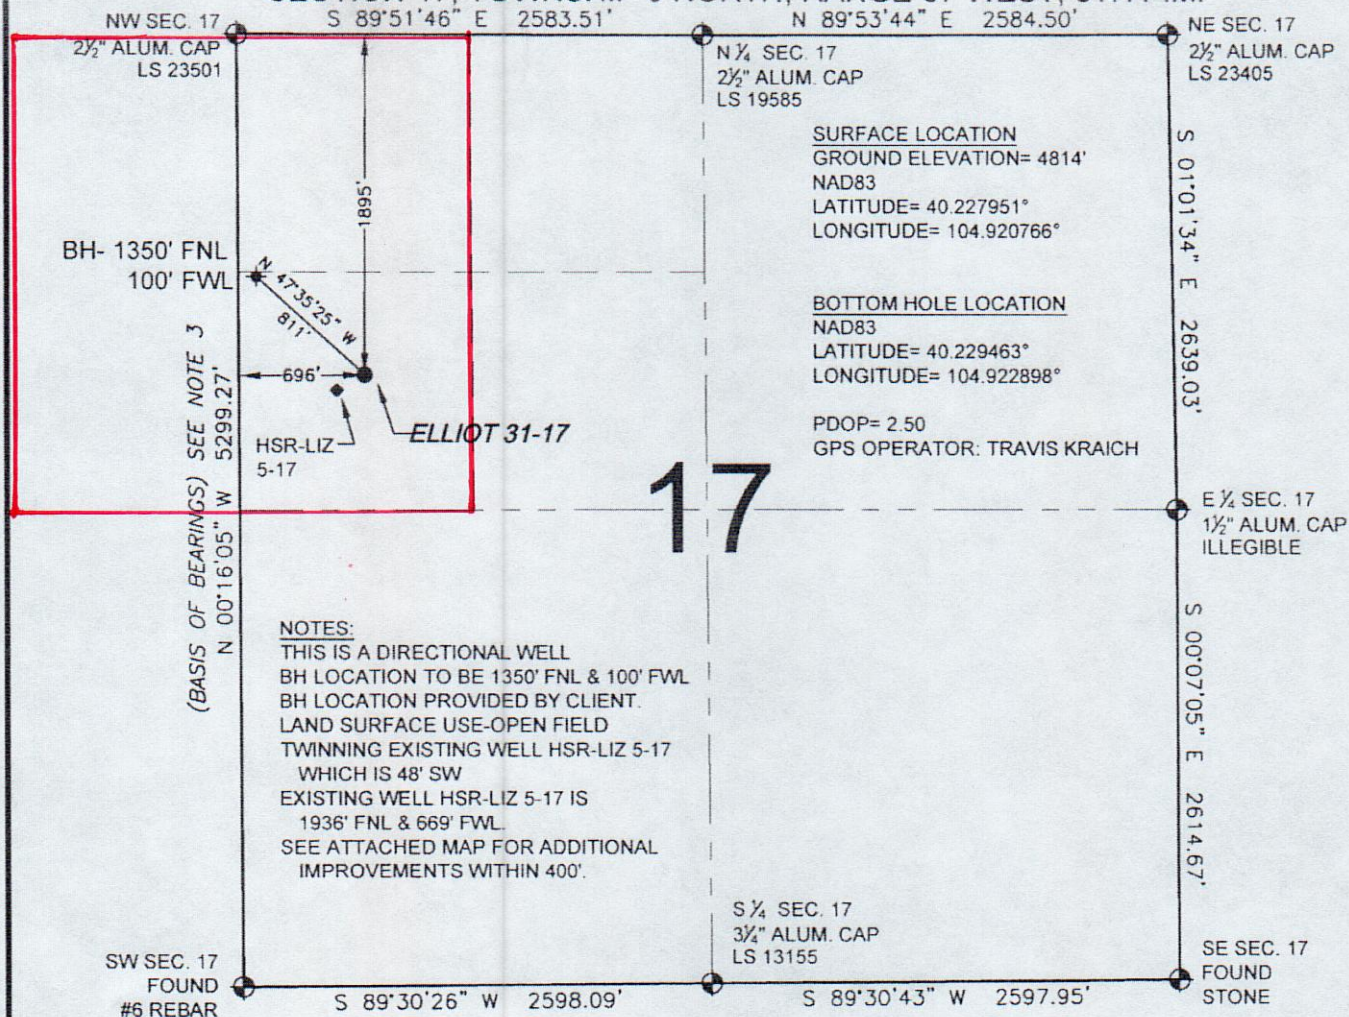 S 89°51'46" E 2583.51'
N 89°53'44" E 2584.50'
NW SEC. 17
2½" ALUM. CAP
LS 23501
N ¼ SEC. 17
2½" ALUM. CAP
LS 19585
NE SEC. 17
2½" ALUM. CAP
LS 23405
SURFACE LOCATION
GROUND ELEVATION= 4814'
NAD83
LATITUDE= 40.227951°
LONGITUDE= 104.920766°
S 01°01'34" E 2639.03'
1895'
BH- 1350' FNL
100' FWL
N 47°35'25" W
811'
696'
BOTTOM HOLE LOCATION
NAD83
LATITUDE= 40.229463°
LONGITUDE= 104.922898°
PDOP= 2.50
GPS OPERATOR: TRAVIS KRAICH
HSR-LIZ
5-17
ELLIOT 31-17
17
(BASIS OF BEARINGS) SEE NOTE 3
N 00°16'05" W 5299.27'
E ¼ SEC. 17
1½" ALUM. CAP
ILLEGIBLE
NOTES:
THIS IS A DIRECTIONAL WELL
BH LOCATION TO BE 1350' FNL & 100' FWL
BH LOCATION PROVIDED BY CLIENT.
LAND SURFACE USE-OPEN FIELD
TWINNING EXISTING WELL HSR-LIZ 5-17
WHICH IS 48' SW
EXISTING WELL HSR-LIZ 5-17 IS
1936' FNL & 669' FWL.
SEE ATTACHED MAP FOR ADDITIONAL
IMPROVEMENTS WITHIN 400'.
S 00°07'05" E 2614.67'
S ¼ SEC. 17
3¼" ALUM. CAP
LS 13155
SW SEC. 17
FOUND
#6 REBAR
SE SEC. 17
FOUND
STONE
S 89°30'26" W 2598.09'
S 89°30'43" W 2597.95'